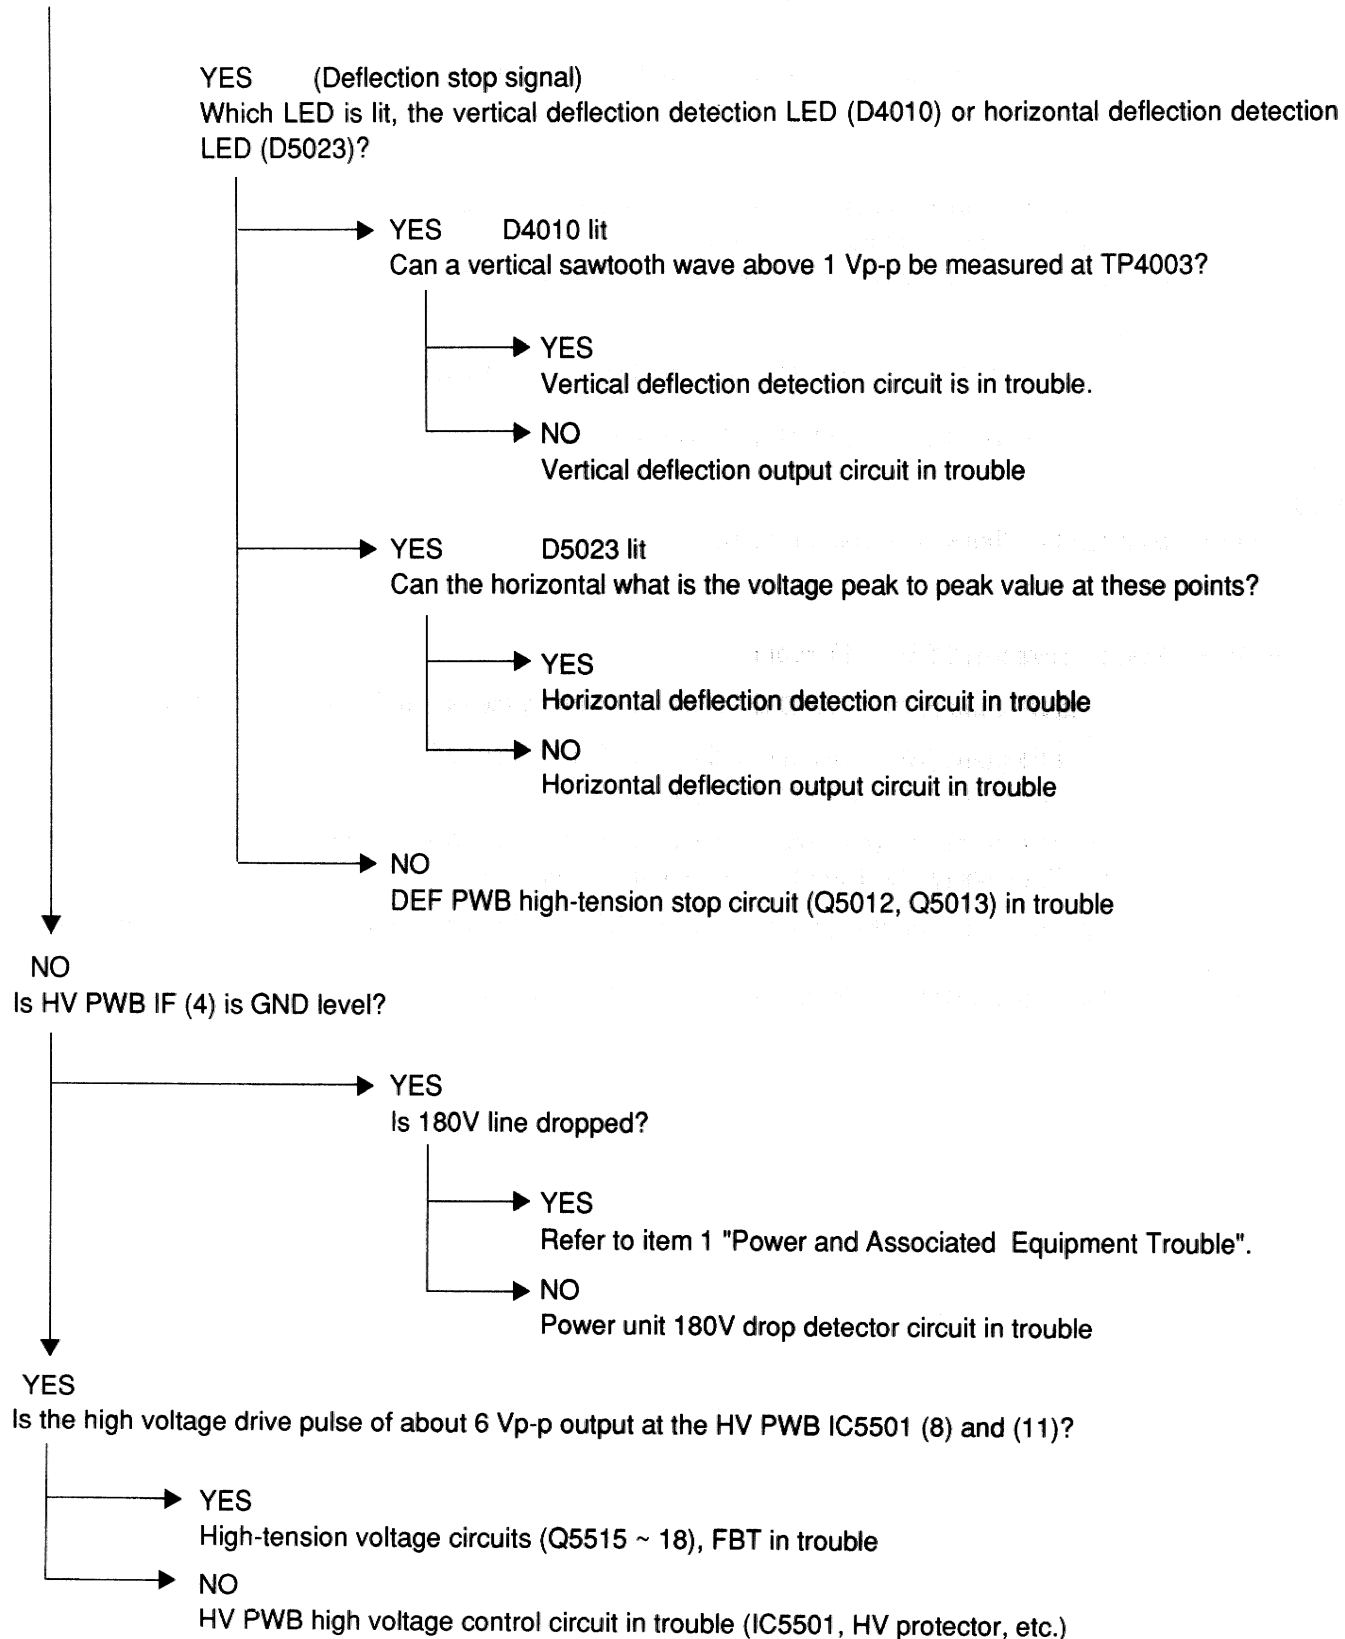 YES (Deflection stop signal)
Which LED is lit, the vertical deflection detection LED (D4010) or horizontal deflection detection
LED (D5023)?
YES D4010 lit
Can a vertical sawtooth wave above 1 Vp-p be measured at TP4003?
YES
Vertical deflection detection circuit is in trouble.
NO
Vertical deflection output circuit in trouble
YES D5023 lit
Can the horizontal what is the voltage peak to peak value at these points?
YES
Horizontal deflection detection circuit in trouble
NO
Horizontal deflection output circuit in trouble
NO
DEF PWB high-tension stop circuit (Q5012, Q5013) in trouble
NO
Is HV PWB IF (4) is GND level?
YES
Is 180V line dropped?
YES
Refer to item 1 "Power and Associated Equipment Trouble".
NO
Power unit 180V drop detector circuit in trouble
YES
Is the high voltage drive pulse of about 6 Vp-p output at the HV PWB IC5501 (8) and (11)?
YES
High-tension voltage circuits (Q5515 ~ 18), FBT in trouble
NO
HV PWB high voltage control circuit in trouble (IC5501, HV protector, etc.)